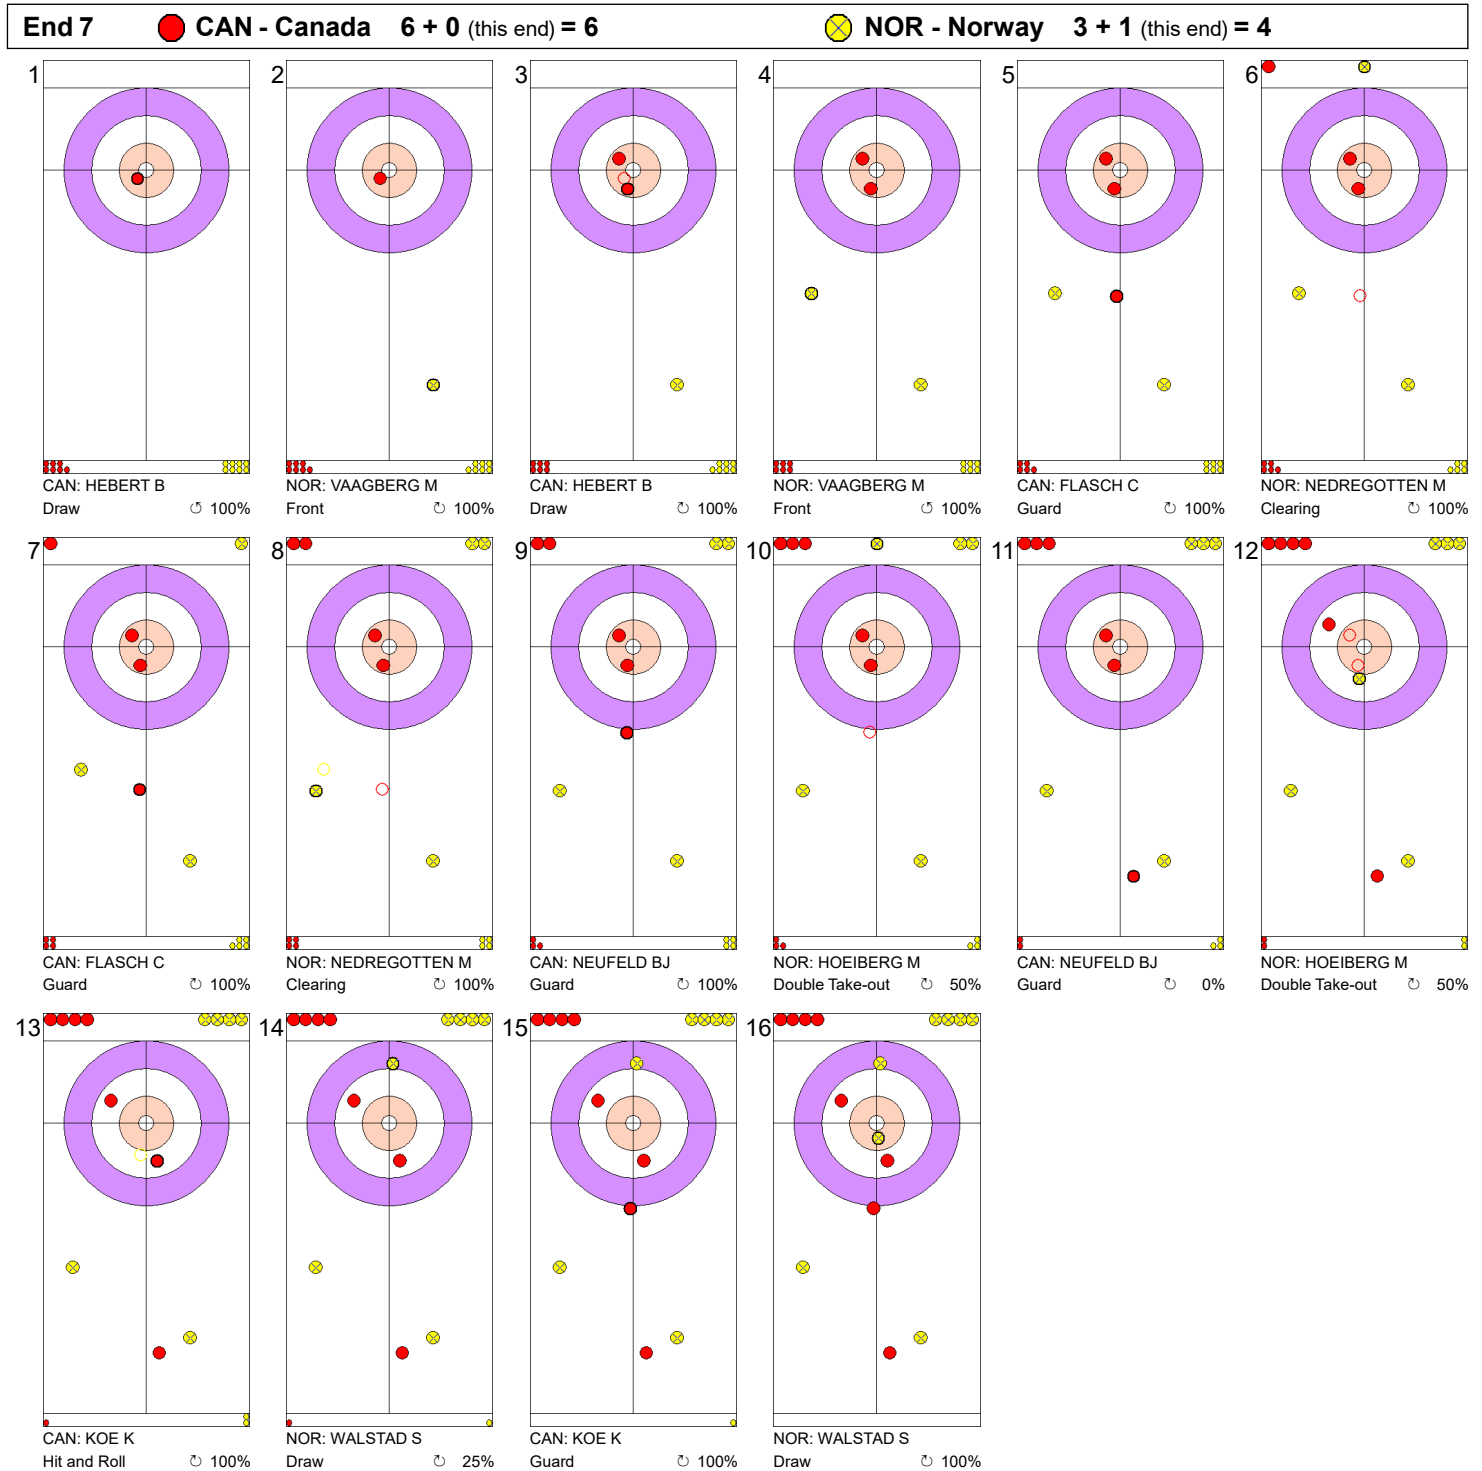 End 7 CAN - Canada 6 + 0 (this end) = 6 NOR - Norway 3 + 1 (this end) = 4
1 2 3 4 5 6
CAN: HEBERT B
Draw ↻ 100%
NOR: VAAGBERG M
Front ↻ 100%
CAN: HEBERT B
Draw ↻ 100%
NOR: VAAGBERG M
Front ↻ 100%
CAN: FLASCH C
Guard ↻ 100%
NOR: NEDREGOTTEN M
Clearing ↻ 100%
7 8 9 10 11 12
CAN: FLASCH C
Guard ↻ 100%
NOR: NEDREGOTTEN M
Clearing ↻ 100%
CAN: NEUFELD BJ
Guard ↻ 100%
NOR: HOEIBERG M
Double Take-out ↻ 50%
CAN: NEUFELD BJ
Guard ↻ 0%
NOR: HOEIBERG M
Double Take-out ↻ 50%
13 14 15 16
CAN: KOE K
Hit and Roll ↻ 100%
NOR: WALSTAD S
Draw ↻ 25%
CAN: KOE K
Guard ↻ 100%
NOR: WALSTAD S
Draw ↻ 100%